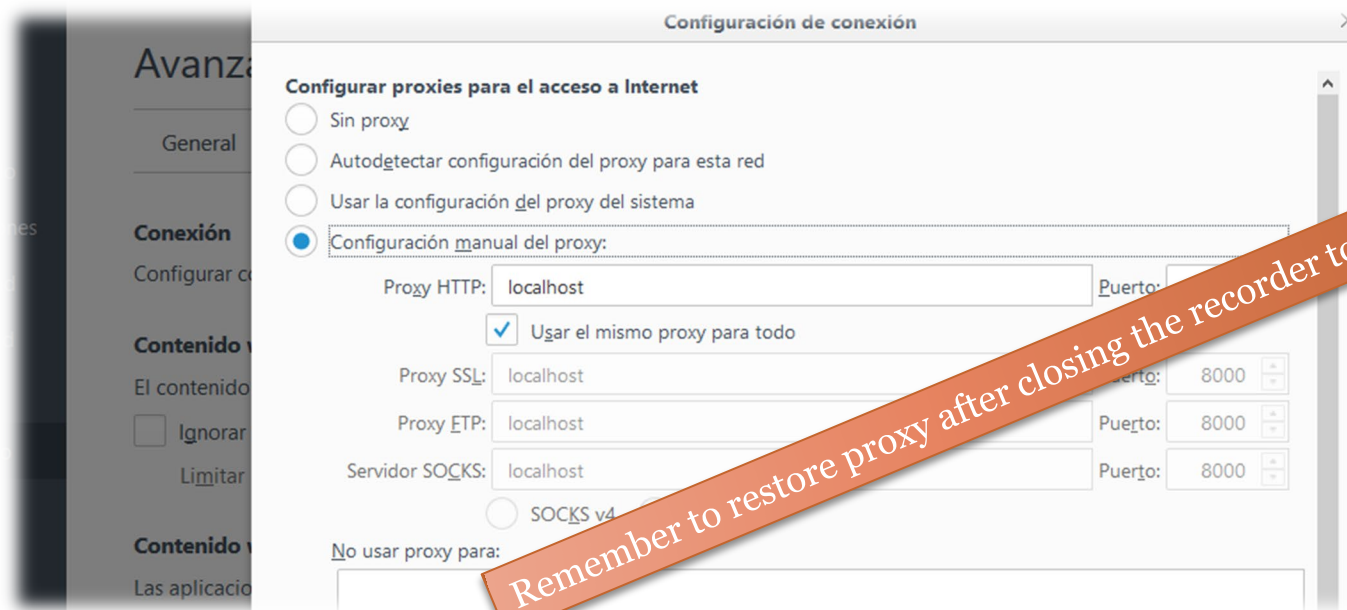 Configuración de conexión
Avanza
Configurar proxies para el acceso a Internet
Sin proxy
General
Autodetectar configuración del proxy para esta red
Usar la configuración del proxy del sistema
nes
Conexión
Configuración manual del proxy:
Configurar co
Proxy HTTP: localhost Puerto:
Usar el mismo proxy para todo
Contenido
Proxy SSL: localhost Puerto: 8000
El contenido
Proxy FTP: localhost Puerto: 8000
Ignorar
Servidor SOCKS: localhost Puerto: 8000
Limitar
SOCKS v4
Contenido
No usar proxy para:
Las aplicacio
Remember to restore proxy after closing the recorder to